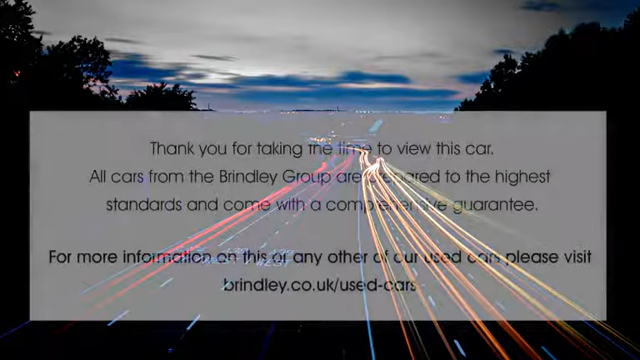 Thank you for taking the time to view this car.
All cars from the Brindley Group are prepared to the highest
standards and come with a comprehensive guarantee.
For more information on this or any other of our used cars please visit
brindley.co.uk/used-cars